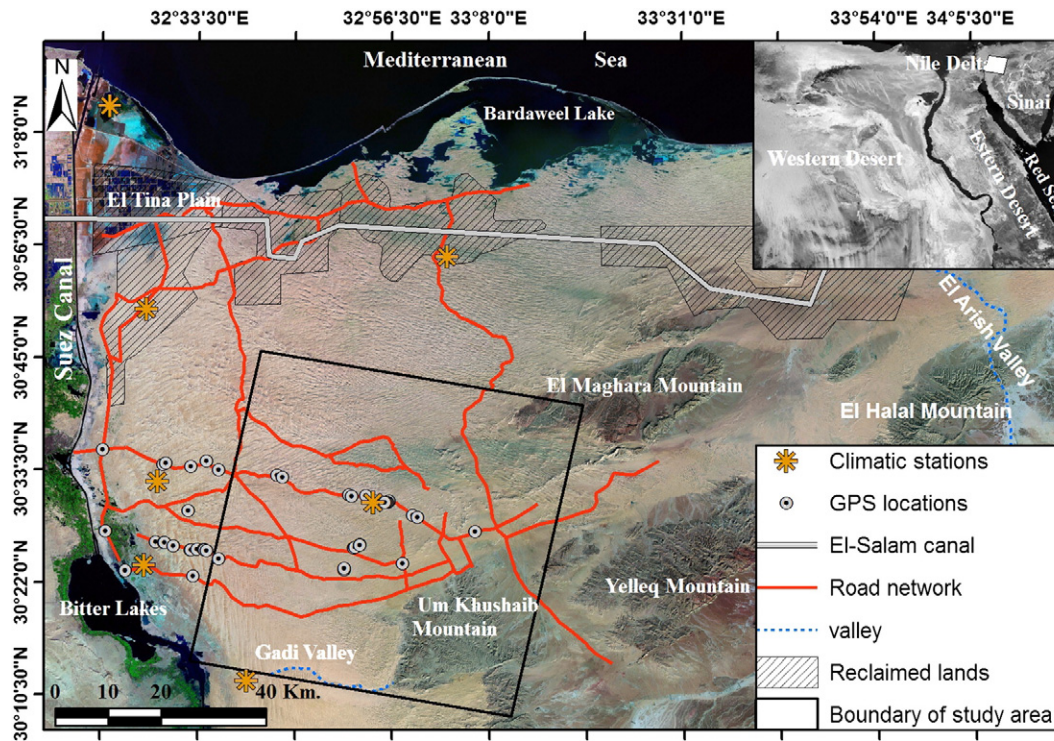 32°33'30"E
32°56'30"E
33°8'0"E
33°31'0"E
33°54'0"E
34°5'30"E
N
Mediterranean Sea
Nile Delta
Sinai
Bardaweel Lake
Western Desert
Estern Desert
Red Se
31°8'0"N
El Tina Plain
30°56'30"N
Suez Canal
El Arish Valley
30°45'0"N
El Maghara Mountain
El Halal Mountain
30°33'30"N
30°22'0"N
Bitter Lakes
Um Khushaib
Mountain
Yelleq Mountain
Gadi Valley
30°10'30"N
0 10 20 40 Km.
Climatic stations
GPS locations
El-Salam canal
Road network
valley
Reclaimed lands
Boundary of study area